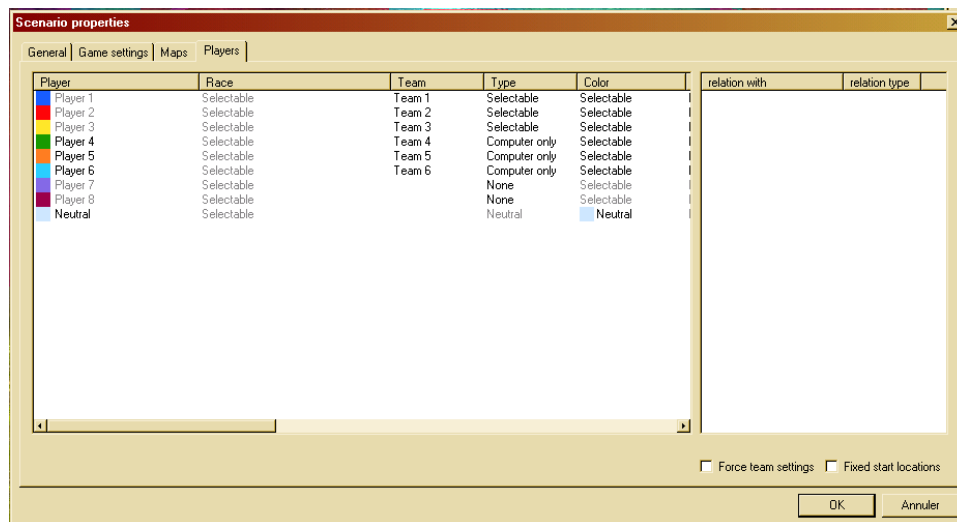 Scenario properties
General Game settings Maps Players
Player Race Team Type Color relation with relation type
Player 1 Selectable Team 1 Selectable Selectable
Player 2 Selectable Team 2 Selectable Selectable
Player 3 Selectable Team 3 Selectable Selectable
Player 4 Selectable Team 4 Computer only Selectable
Player 5 Selectable Team 5 Computer only Selectable
Player 6 Selectable Team 6 Computer only Selectable
Player 7 Selectable None Selectable
Player 8 Selectable None Selectable
Neutral Selectable Neutral Neutral
Force team settings Fixed start locations
OK Annuler